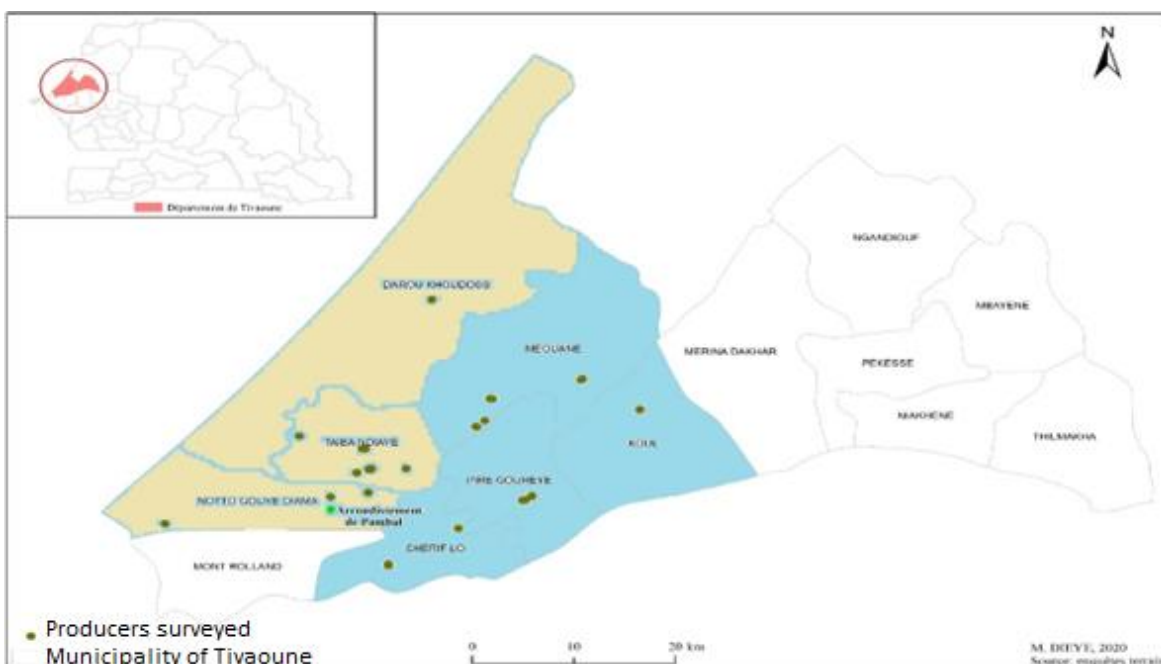 Département de Tivaoune
N
NGANDIOUF
DAROU KHOUDOSS
MBAYENE
MEOUANE
MERINA DAKHAR
PEKESSE
NIAKHENE
THILMAKHA
TAIBA NDIAYE
KOUL
PIRE GOUREYE
NOTTO GOUYE DIAMA
Arrondissement
de Pambal
CHERIF LO
MONT ROLLAND
Producers surveyed
Municipality of Tivaoune
0 10 20 km
M. DIEYE, 2020
Source: enquêtes terrain